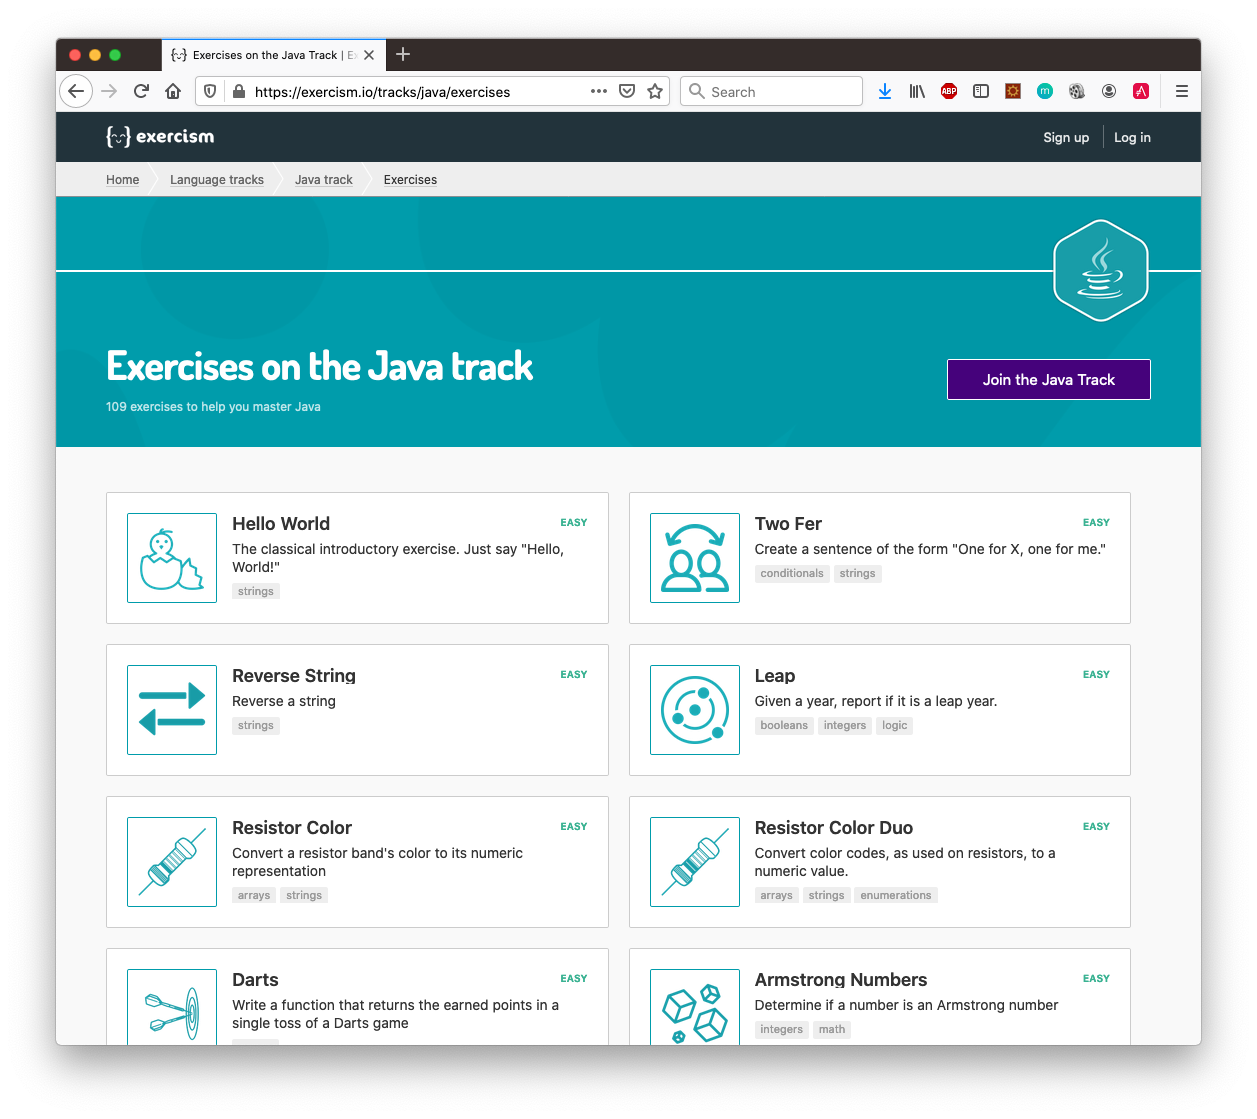 Exercises on the Java Track | Ex
https://exercism.io/tracks/java/exercises
Search
ABP
m
exercism
Sign up
Log in
Home
Language tracks
Java track
Exercises
Exercises on the Java track
109 exercises to help you master Java
Join the Java Track
Hello World
EASY
The classical introductory exercise. Just say "Hello,
World!"
strings
Two Fer
EASY
Create a sentence of the form "One for X, one for me."
conditionals strings
Reverse String
EASY
Reverse a string
strings
Leap
EASY
Given a year, report if it is a leap year.
booleans integers logic
Resistor Color
EASY
Convert a resistor band's color to its numeric
representation
arrays strings
Resistor Color Duo
EASY
Convert color codes, as used on resistors, to a
numeric value.
arrays strings enumerations
Darts
EASY
Write a function that returns the earned points in a
single toss of a Darts game
Armstrong Numbers
EASY
Determine if a number is an Armstrong number
integers math